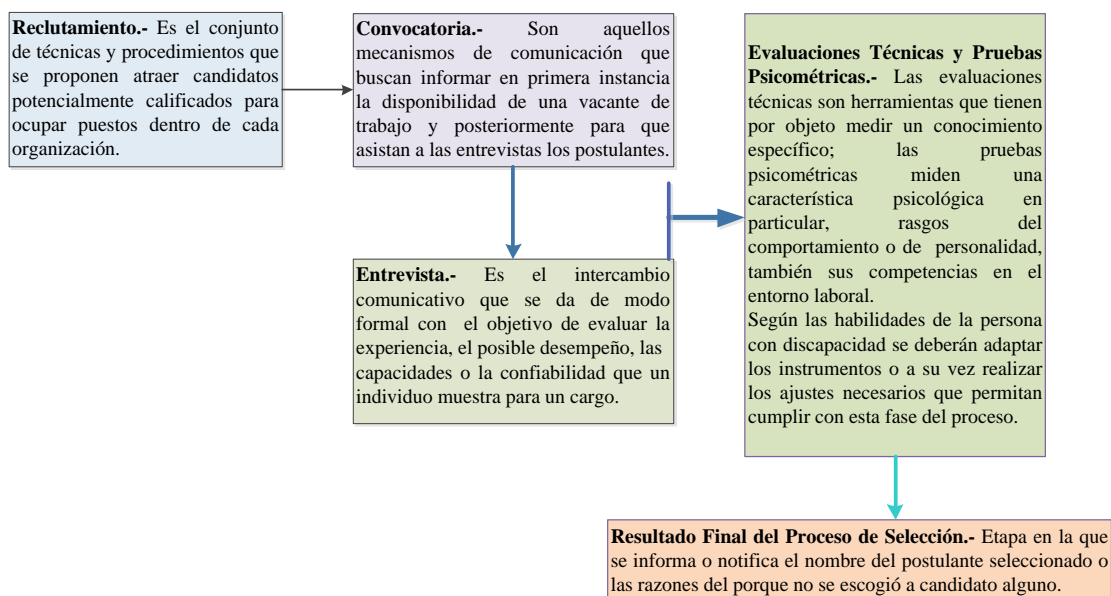 Reclutamiento.- Es el conjunto
de técnicas y procedimientos que
se proponen atraer candidatos
potencialmente calificados para
ocupar puestos dentro de cada
organización.
Convocatoria.- Son aquellos
mecanismos de comunicación que
buscan informar en primera instancia
la disponibilidad de una vacante de
trabajo y posteriormente para que
asistan a las entrevistas los postulantes.
Entrevista.- Es el intercambio
comunicativo que se da de modo
formal con el objetivo de evaluar la
experiencia, el posible desempeño, las
capacidades o la confiabilidad que un
individuo muestra para un cargo.
Evaluaciones Técnicas y Pruebas
Psicométricas.- Las evaluaciones
técnicas son herramientas que tienen
por objeto medir un conocimiento
específico; las pruebas
psicométricas miden una
característica psicológica en
particular, rasgos del
comportamiento o de personalidad,
también sus competencias en el
entorno laboral.
Según las habilidades de la persona
con discapacidad se deberán adaptar
los instrumentos o a su vez realizar
los ajustes necesarios que permitan
cumplir con esta fase del proceso.
Resultado Final del Proceso de Selección.- Etapa en la que
se informa o notifica el nombre del postulante seleccionado o
las razones del porque no se escogió a candidato alguno.